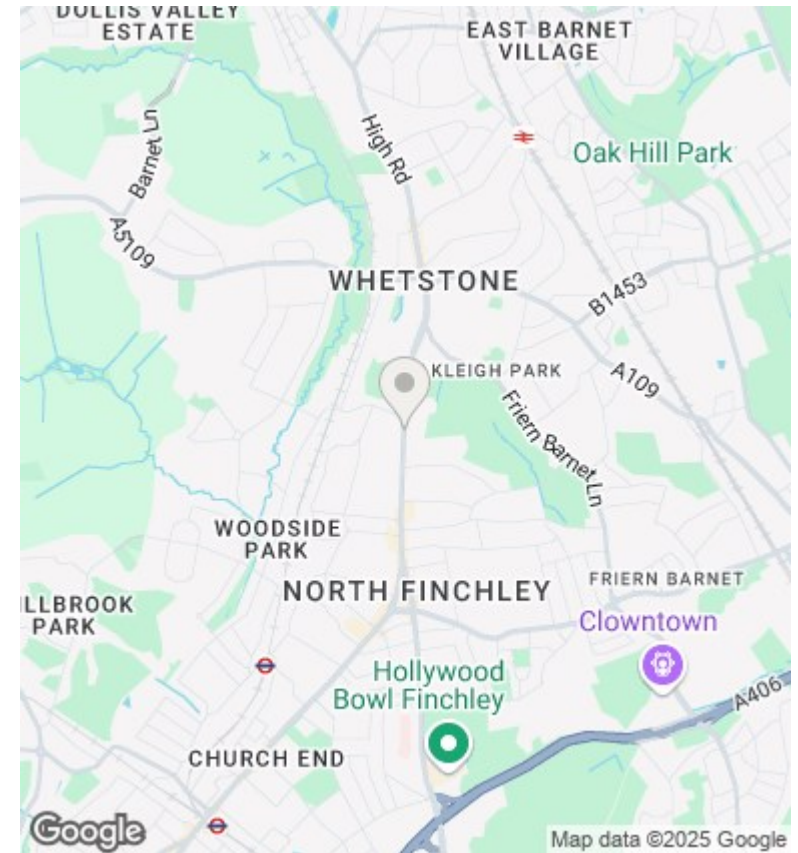 DOLLIS VALLEY
ESTATE
EAST BARNET
VILLAGE
High Rd
Barnet Ln
Oak Hill Park
A5109
WHETSTONE
B1453
KLEIGH PARK
A109
Friern Barnet Ln
WOODSIDE
PARK
NORTH FINCHLEY
FRIERN BARNET
LLBROOK
PARK
Clowntown
Hollywood
Bowl Finchley
A406
CHURCH END
Google
Map data ©2025 Google